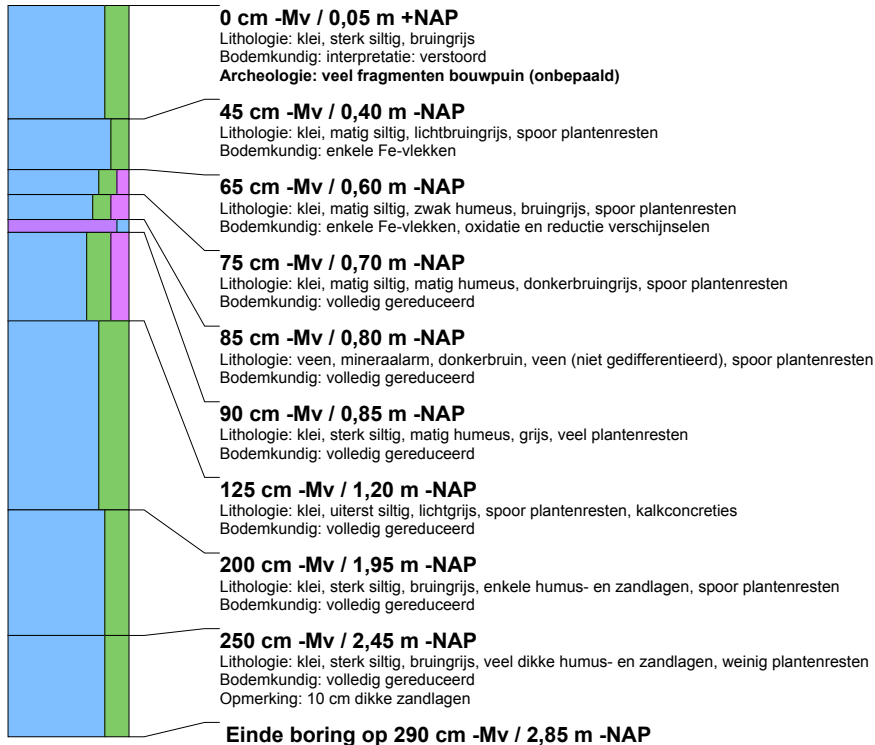 0 cm -Mv / 0,05 m +NAP
Lithologie: klei, sterk siltig, bruingrijs
Bodemkundig: interpretatie: verstoord
Archeologie: veel fragmenten bouwpuin (onbepaald)
45 cm -Mv / 0,40 m -NAP
Lithologie: klei, matig siltig, lichtbruingrijs, spoor plantenresten
Bodemkundig: enkele Fe-vlekken
65 cm -Mv / 0,60 m -NAP
Lithologie: klei, matig siltig, zwak humeus, bruingrijs, spoor plantenresten
Bodemkundig: enkele Fe-vlekken, oxidatie en reductie verschijnselen
75 cm -Mv / 0,70 m -NAP
Lithologie: klei, matig siltig, matig humeus, donkerbruingrijs, spoor plantenresten
Bodemkundig: volledig gereduceerd
85 cm -Mv / 0,80 m -NAP
Lithologie: veen, mineraalarm, donkerbruin, veen (niet gedifferentieerd), spoor plantenresten
Bodemkundig: volledig gereduceerd
90 cm -Mv / 0,85 m -NAP
Lithologie: klei, sterk siltig, matig humeus, grijs, veel plantenresten
Bodemkundig: volledig gereduceerd
125 cm -Mv / 1,20 m -NAP
Lithologie: klei, uiterst siltig, lichtgrijs, spoor plantenresten, kalkconcreties
Bodemkundig: volledig gereduceerd
200 cm -Mv / 1,95 m -NAP
Lithologie: klei, sterk siltig, bruingrijs, enkele humus- en zandlagen, spoor plantenresten
Bodemkundig: volledig gereduceerd
250 cm -Mv / 2,45 m -NAP
Lithologie: klei, sterk siltig, bruingrijs, veel dikke humus- en zandlagen, weinig plantenresten
Bodemkundig: volledig gereduceerd
Opmerking: 10 cm dikke zandlagen
Einde boring op 290 cm -Mv / 2,85 m -NAP